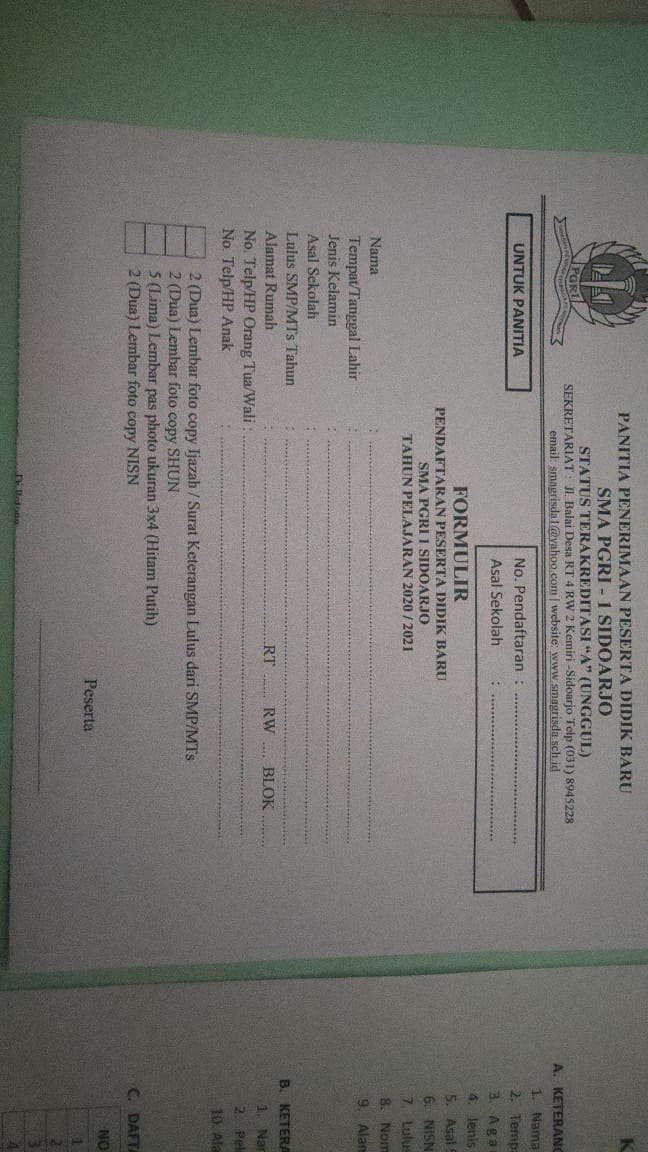 PGRI
PANITIA PENERIMAAN PESERTA DIDIK BARU
SMA PGRI - 1 SIDOARJO
STATUS TERAKREDITASI “A” (UNGGUL)
SEKRETARIAT : Jl. Balai Desa RT 4 RW 2 Kemiri -Sidoarjo Telp (031) 8945228
email: smagrisda1@yahoo.com | website: www.smagrisda.sch.id
UNTUK PANITIA
No. Pendaftaran : ....................................
Asal Sekolah : ....................................
FORMULIR
PENDAFTARAN PESERTA DIDIK BARU
SMA PGRI 1 SIDOARJO
TAHUN PELAJARAN 2020 / 2021
Nama : ....................................
Tempat/Tanggal Lahir : ....................................
Jenis Kelamin : ....................................
Asal Sekolah : ....................................
Lulus SMP/MTs Tahun : ....................................
Alamat Rumah : ....................................RT ...... RW .... BLOK ........
No. Telp/HP Orang Tua/Wali : ....................................
No. Telp/HP Anak : ....................................
2 (Dua) Lembar foto copy Ijazah / Surat Keterangan Lulus dari SMP/MTs
2 (Dua) Lembar foto copy SHUN
5 (Lima) Lembar pas photo ukuran 3x4 (Hitam Putih)
2 (Dua) Lembar foto copy NISN
Peserta
K
A. KETERANG
1. Nama
2. Tempa
3. A g a
4. Jenis
5. Asal S
6. NISN
7. Lulus
8. Nom
9. Alam
B. KETERA
1. Nar
2. Pek
10. Ala
C. DAFTA
NO
1
2
3
4